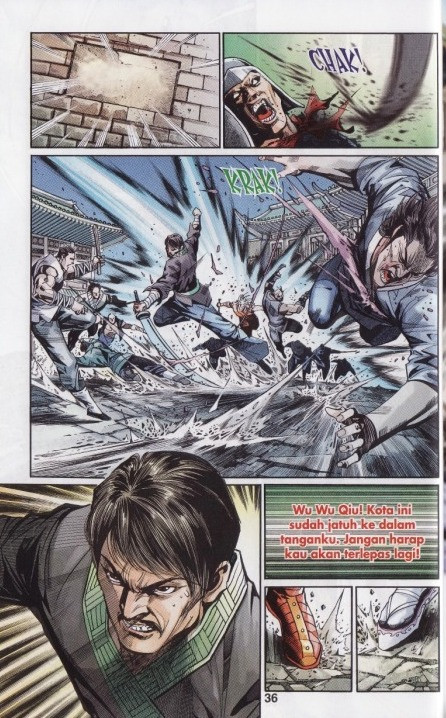 CHAK!
KRAK!
Wu Wu Qiu! Kota ini
sudah jatuh ke dalam
tanganku. Jangan harap
kau akan terlepas lagi!
36